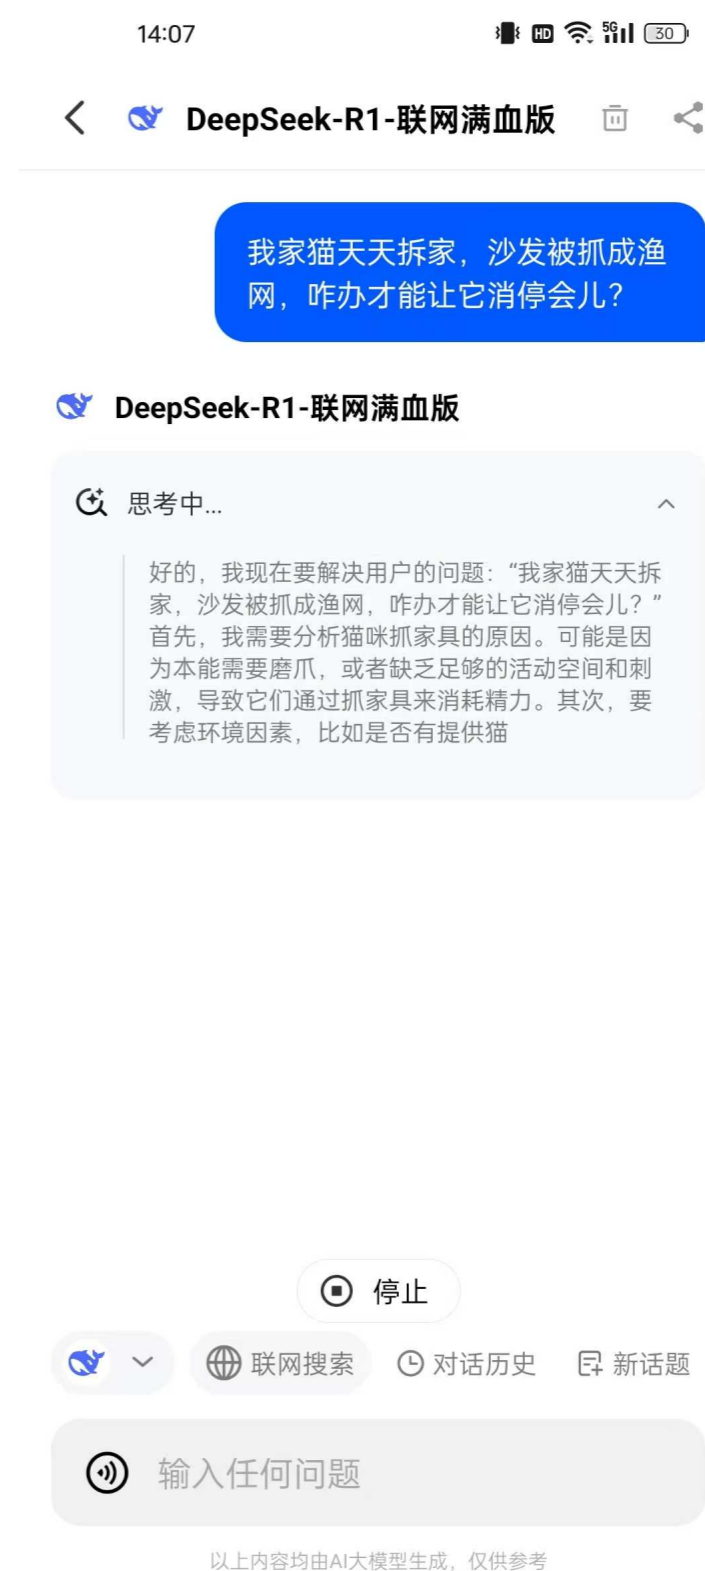 14:07
HD
5G
30
DeepSeek-R1-联网满血版
我家猫天天拆家，沙发被抓成渔
网，咋办才能让它消停会儿？
DeepSeek-R1-联网满血版
思考中...
好的，我现在要解决用户的问题：“我家猫天天拆
家，沙发被抓成渔网，咋办才能让它消停会儿？”
首先，我需要分析猫咪抓家具的原因。可能是因
为本能需要磨爪，或者缺乏足够的活动空间和刺
激，导致它们通过抓家具来消耗精力。其次，要
考虑环境因素，比如是否有提供猫
停止
联网搜索
对话历史
新话题
输入任何问题
以上内容均由AI大模型生成，仅供参考